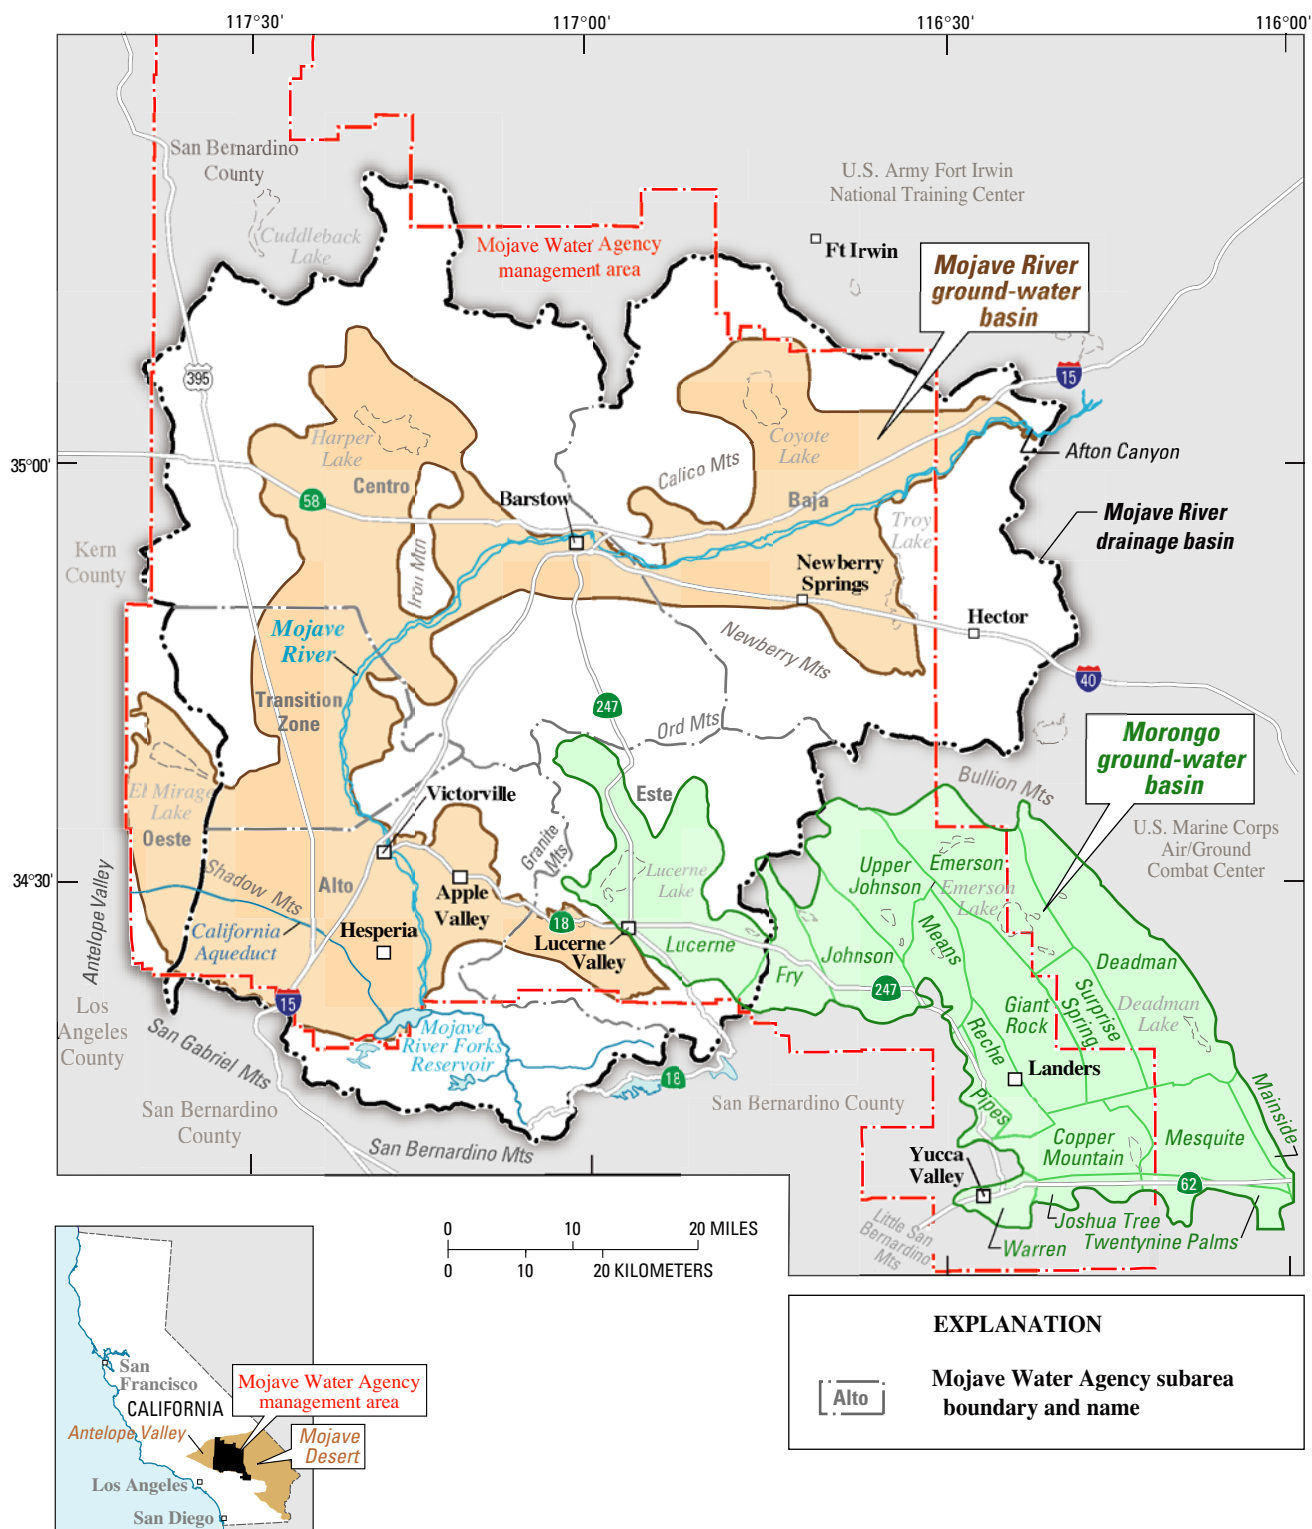 117°30'
117°00'
116°30'
116°00'
San Bernardino
County
U.S. Army Fort Irwin
National Training Center
Cuddleback
Lake
Mojave Water Agency
management area
Ft Irwin
Mojave River
ground-water
basin
395
15
Harper
Lake
Coyote
Lake
Afton Canyon
35°00'
Calico Mts
Centro
58
Barstow
Baja
Troy
Lake
Mojave River
drainage basin
Kern
County
Iron Mtn
Newberry
Springs
Hector
Mojave
River
Newberry Mts
40
Transition
Zone
247
Ord Mts
Morongo
ground-water
basin
El Mirage
Lake
Victorville
Este
Bullion Mts
U.S. Marine Corps
Air/Ground
Combat Center
Oeste
Granite
Mts
Upper
Johnson
Emerson
Emerson
Lake
34°30'
Shadow Mts
Alto
Apple
Valley
Lucerne
Lake
Antelope Valley
California
Aqueduct
Hesperia
18
Lucerne
Valley
Lucerne
Means
Johnson
Fry
Deadman
247
Los
Angeles
County
15
Giant
Rock
Surprise
Spring
Deadman
Lake
San Gabriel Mts
Mojave
River Forks
Reservoir
Reche
Landers
18
San Bernardino County
San Bernardino
County
Pipes
Mainside
San Bernardino Mts
Copper
Mountain
Mesquite
Yucca
Valley
62
Little San
Bernardino
Mts
Joshua Tree
Twentynine Palms
Warren
0 10 20 MILES
0 10 20 KILOMETERS
San
Francisco
CALIFORNIA
Mojave Water Agency
management area
Antelope Valley
Mojave
Desert
Los Angeles
San Diego
EXPLANATION
Alto
Mojave Water Agency subarea
boundary and name